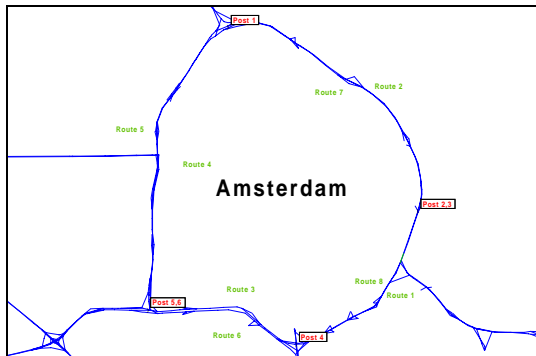 Post 1
Route 7
Route 2
Route 5
Route 4
Amsterdam
Post 2,3
Route 8
Route 3
Route 1
Post 5,6
Route 6
Post 4